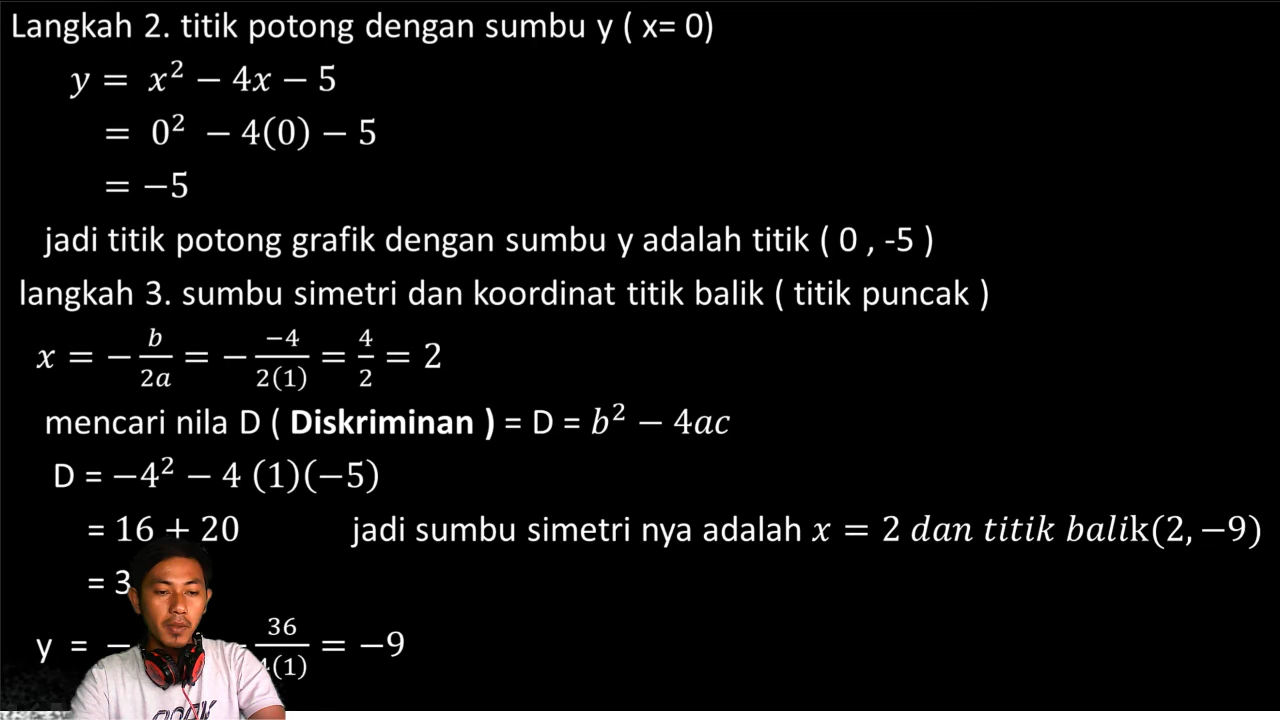 Langkah 2. titik potong dengan sumbu y ( x= 0)
y = x² − 4x − 5
= 0² − 4(0) − 5
= −5
jadi titik potong grafik dengan sumbu y adalah titik ( 0 , -5 )
langkah 3. sumbu simetri dan koordinat titik balik ( titik puncak )
x = − b/2a = − −4/2(1) = 4/2 = 2
mencari nila D ( Diskriminan ) = D = b² − 4ac
D = −4² − 4 (1)(−5)
= 16 + 20 jadi sumbu simetri nya adalah x = 2 dan titik balik(2, −9)
= 3
y = − 36/(1) = −9